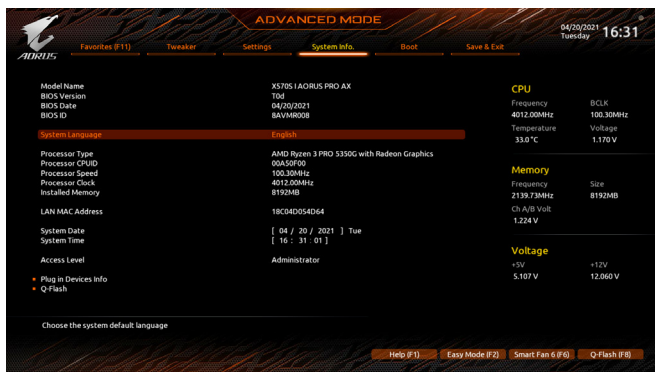 ADVANCED MODE
04/20/2021 Tuesday 16:31
AORUS
Favorites (F11) Tweaker Settings System Info. Boot Save & Exit
Model Name X570S I AORUS PRO AX
BIOS Version T0d
BIOS Date 04/20/2021
BIOS ID 8AVMR008
System Language English
Processor Type AMD Ryzen 3 PRO 5350G with Radeon Graphics
Processor CPUID 00A50F00
Processor Speed 100.30MHz
Processor Clock 4012.00MHz
Installed Memory 8192MB
LAN MAC Address 18C04D054D64
System Date [ 04 / 20 / 2021 ] Tue
System Time [ 16 : 31 : 01 ]
Access Level Administrator
Plug in Devices Info
Q-Flash
Choose the system default language
CPU
Frequency BCLK
4012.00MHz 100.30MHz
Temperature Voltage
33.0 °C 1.170 V
Memory
Frequency Size
2139.73MHz 8192MB
Ch A/B Volt
1.224 V
Voltage
+5V +12V
5.107 V 12.060 V
Help (F1) Easy Mode (F2) Smart Fan 6 (F6) Q-Flash (F8)